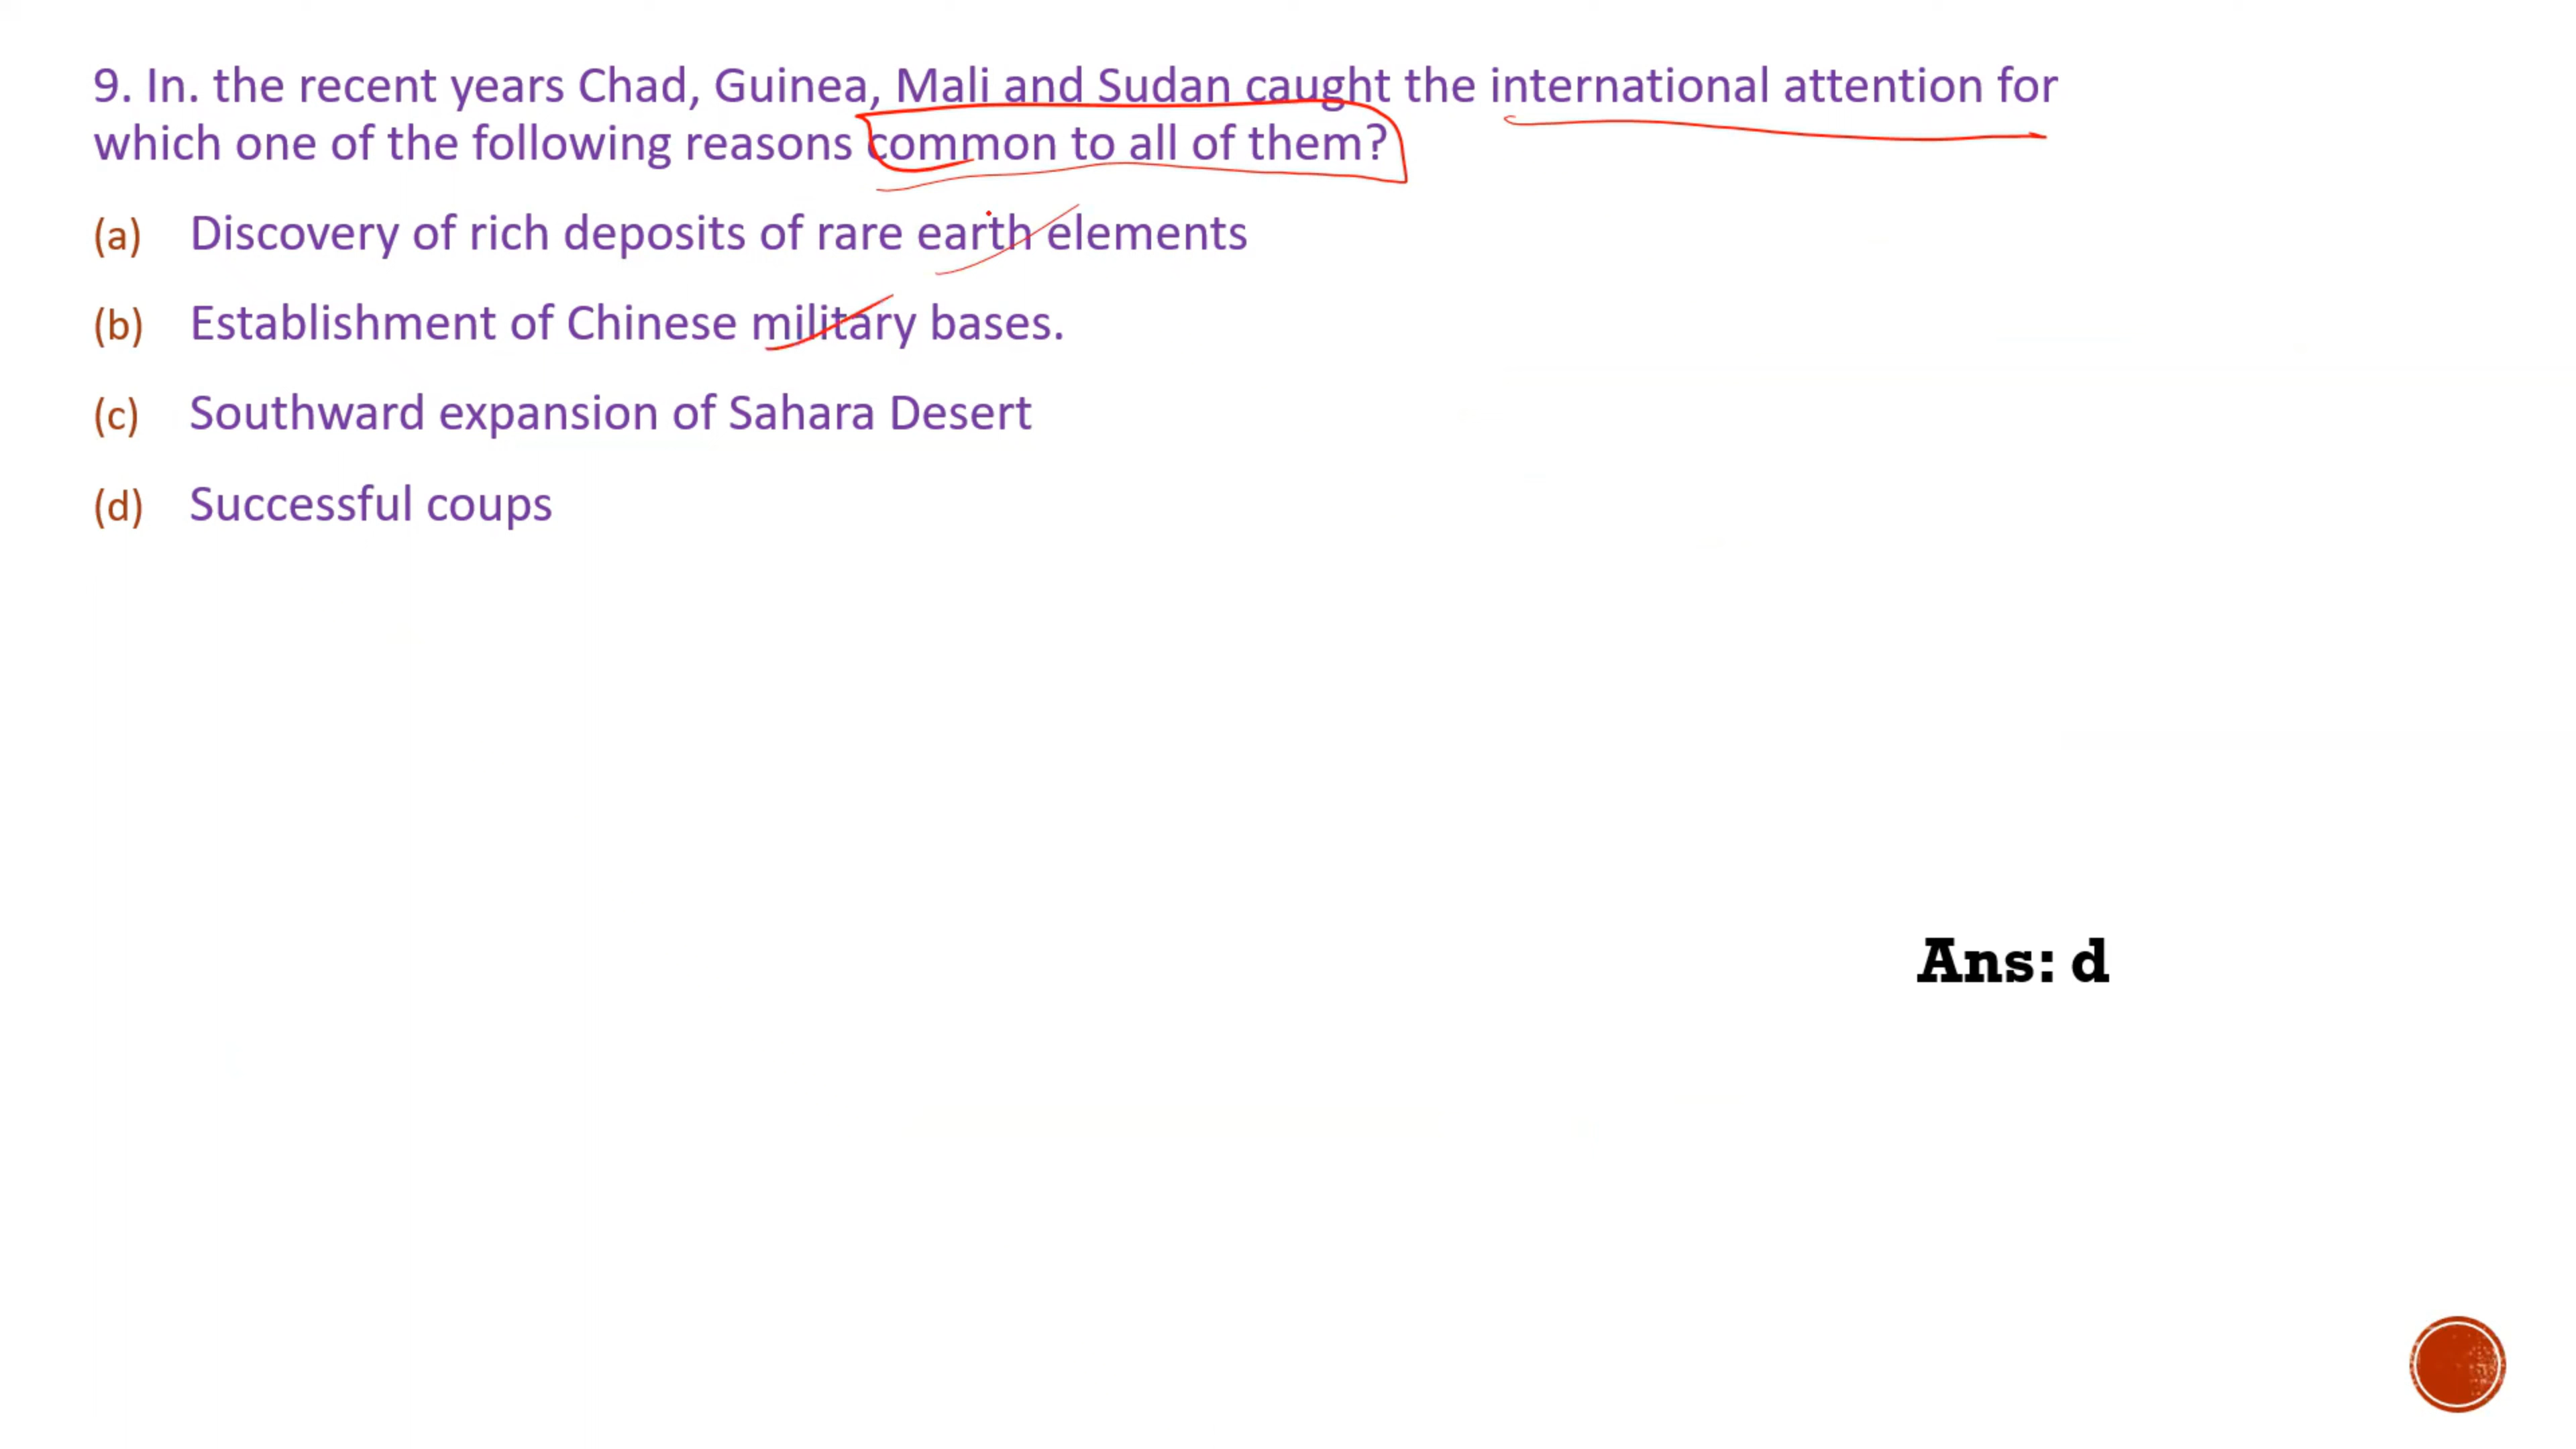 9. In. the recent years Chad, Guinea, Mali and Sudan caught the international attention for
which one of the following reasons common to all of them?
(a) Discovery of rich deposits of rare earth elements
(b) Establishment of Chinese military bases.
(c) Southward expansion of Sahara Desert
(d) Successful coups
Ans: d